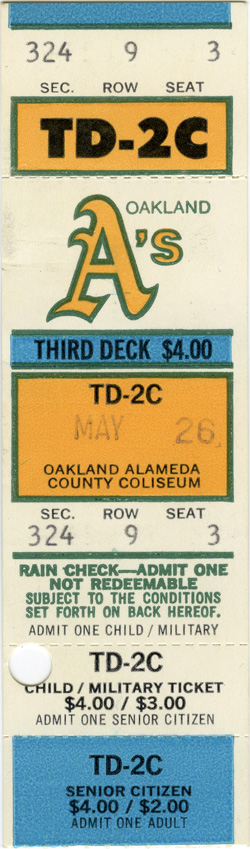 324 9 3
SEC. ROW SEAT
TD-2C
OAKLAND
A's
THIRD DECK $4.00
TD-2C
MAY 26,
OAKLAND ALAMEDA
COUNTY COLISEUM
SEC. ROW SEAT
324 9 3
RAIN CHECK—ADMIT ONE
NOT REDEEMABLE
SUBJECT TO THE CONDITIONS
SET FORTH ON BACK HEREOF.
ADMIT ONE CHILD / MILITARY
TD-2C
CHILD / MILITARY TICKET
$4.00 / $3.00
ADMIT ONE SENIOR CITIZEN
TD-2C
SENIOR CITIZEN
$4.00 / $2.00
ADMIT ONE ADULT